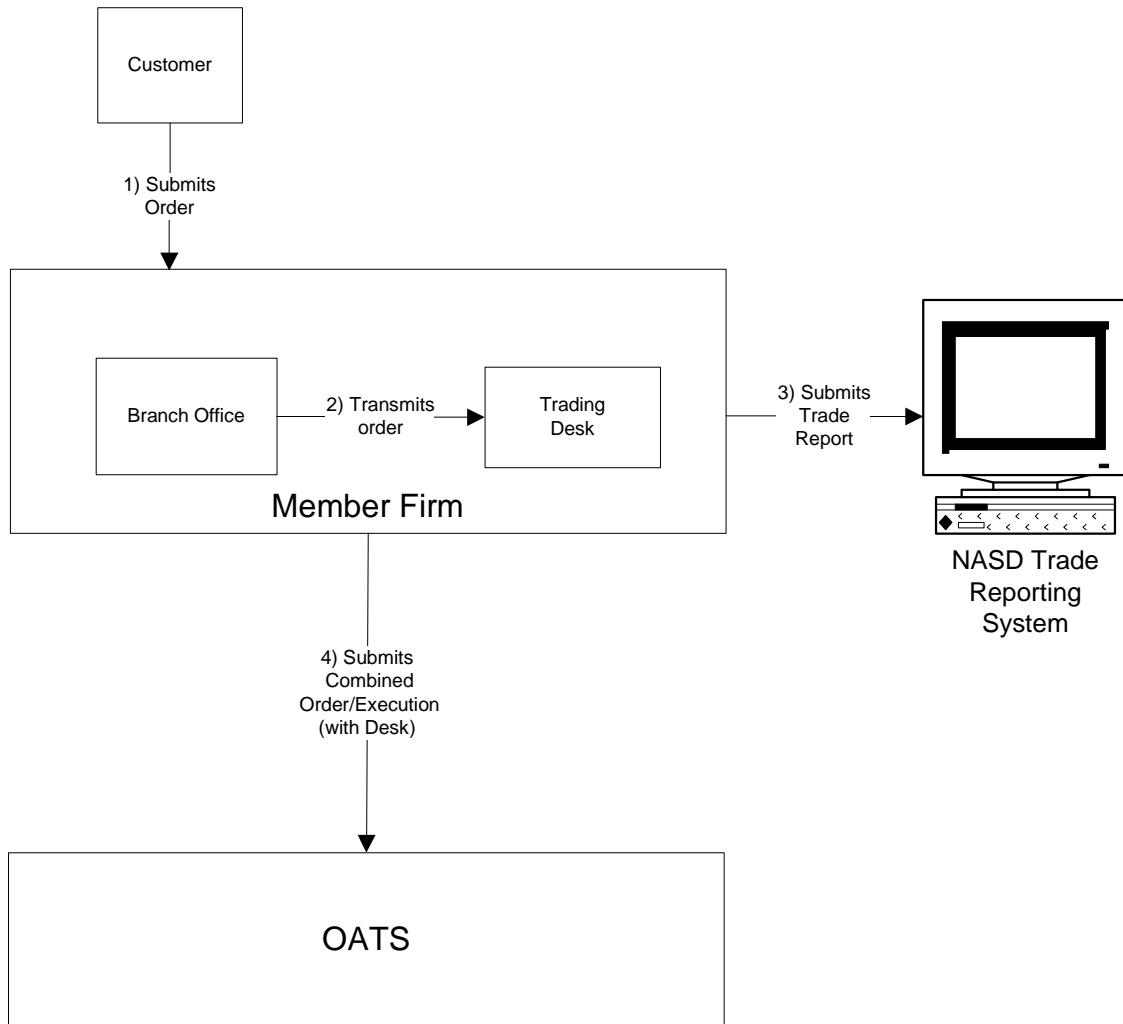 Customer
1) Submits
Order
Branch Office
2) Transmits
order
Trading
Desk
3) Submits
Trade
Report
Member Firm
NASD Trade
Reporting
System
4) Submits
Combined
Order/Execution
(with Desk)
OATS